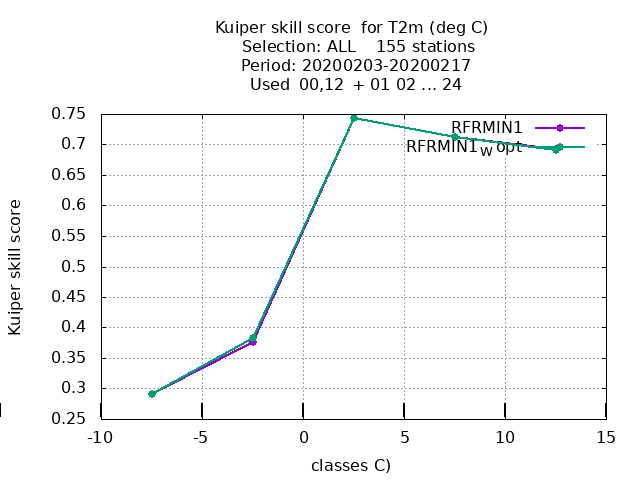 Kuiper skill score  for T2m (deg C)
Selection: ALL    155 stations
Period: 20200203-20200217
Used  00,12  + 01 02 ... 24
0.75
0.7
0.65
0.6
0.55
0.5
0.45
0.4
0.35
0.3
0.25
Kuiper skill score
RFRMIN1
RFRMIN1W opt
-10
-5
0
5
10
15
classes C)